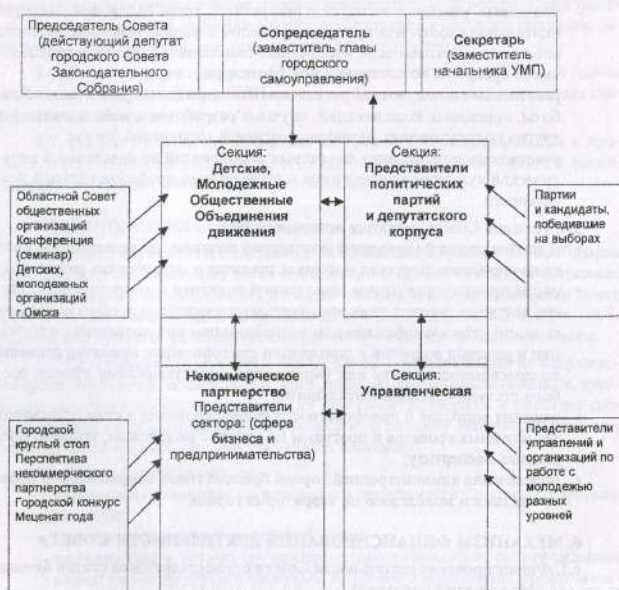 Председатель Совета
(действующий депутат
городского Совета
Законодательного
Собрания)
Сопредседатель
(заместитель главы
городского
самоуправления)
Секретарь
(заместитель
начальника УМП)
Секция:
Детские,
Молодежные
Общественные
Объединения
движения
Секция:
Представители
политических
партий
и депутатского
корпуса
Областной Совет
общественных
организаций
Конференция
(семинар)
Детских,
молодежных
организаций
г.Омска
Партии
и кандидаты,
победившие
на выборах
Некоммерческое
партнерство
Представители
сектора: (сфера
бизнеса и
предпринимательства)
Секция:
Управленческая
Городской
круглый стол
Перспектива
некоммерческого
партнерства
Городской конкурс
Меценат года
Представители
управлений и
организаций по
работе с
молодежью
разных
уровней